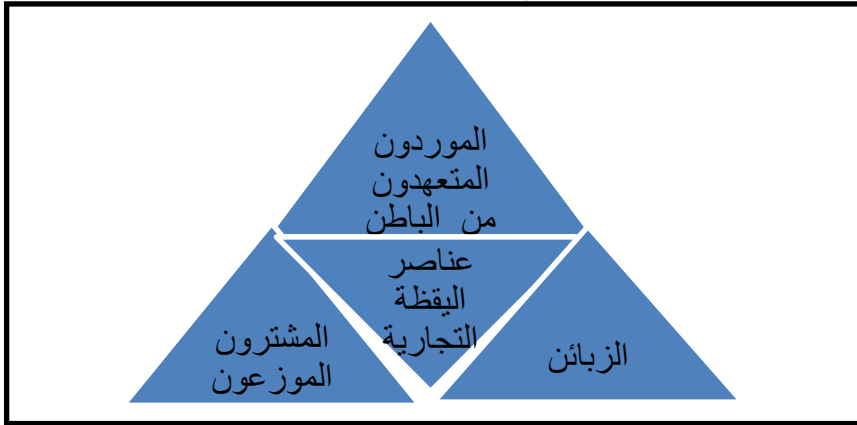 الموردون
المتعهدون
من الباطن
عناصر
اليقظة
التجارية
الزبائن
المشترون
الموزعون